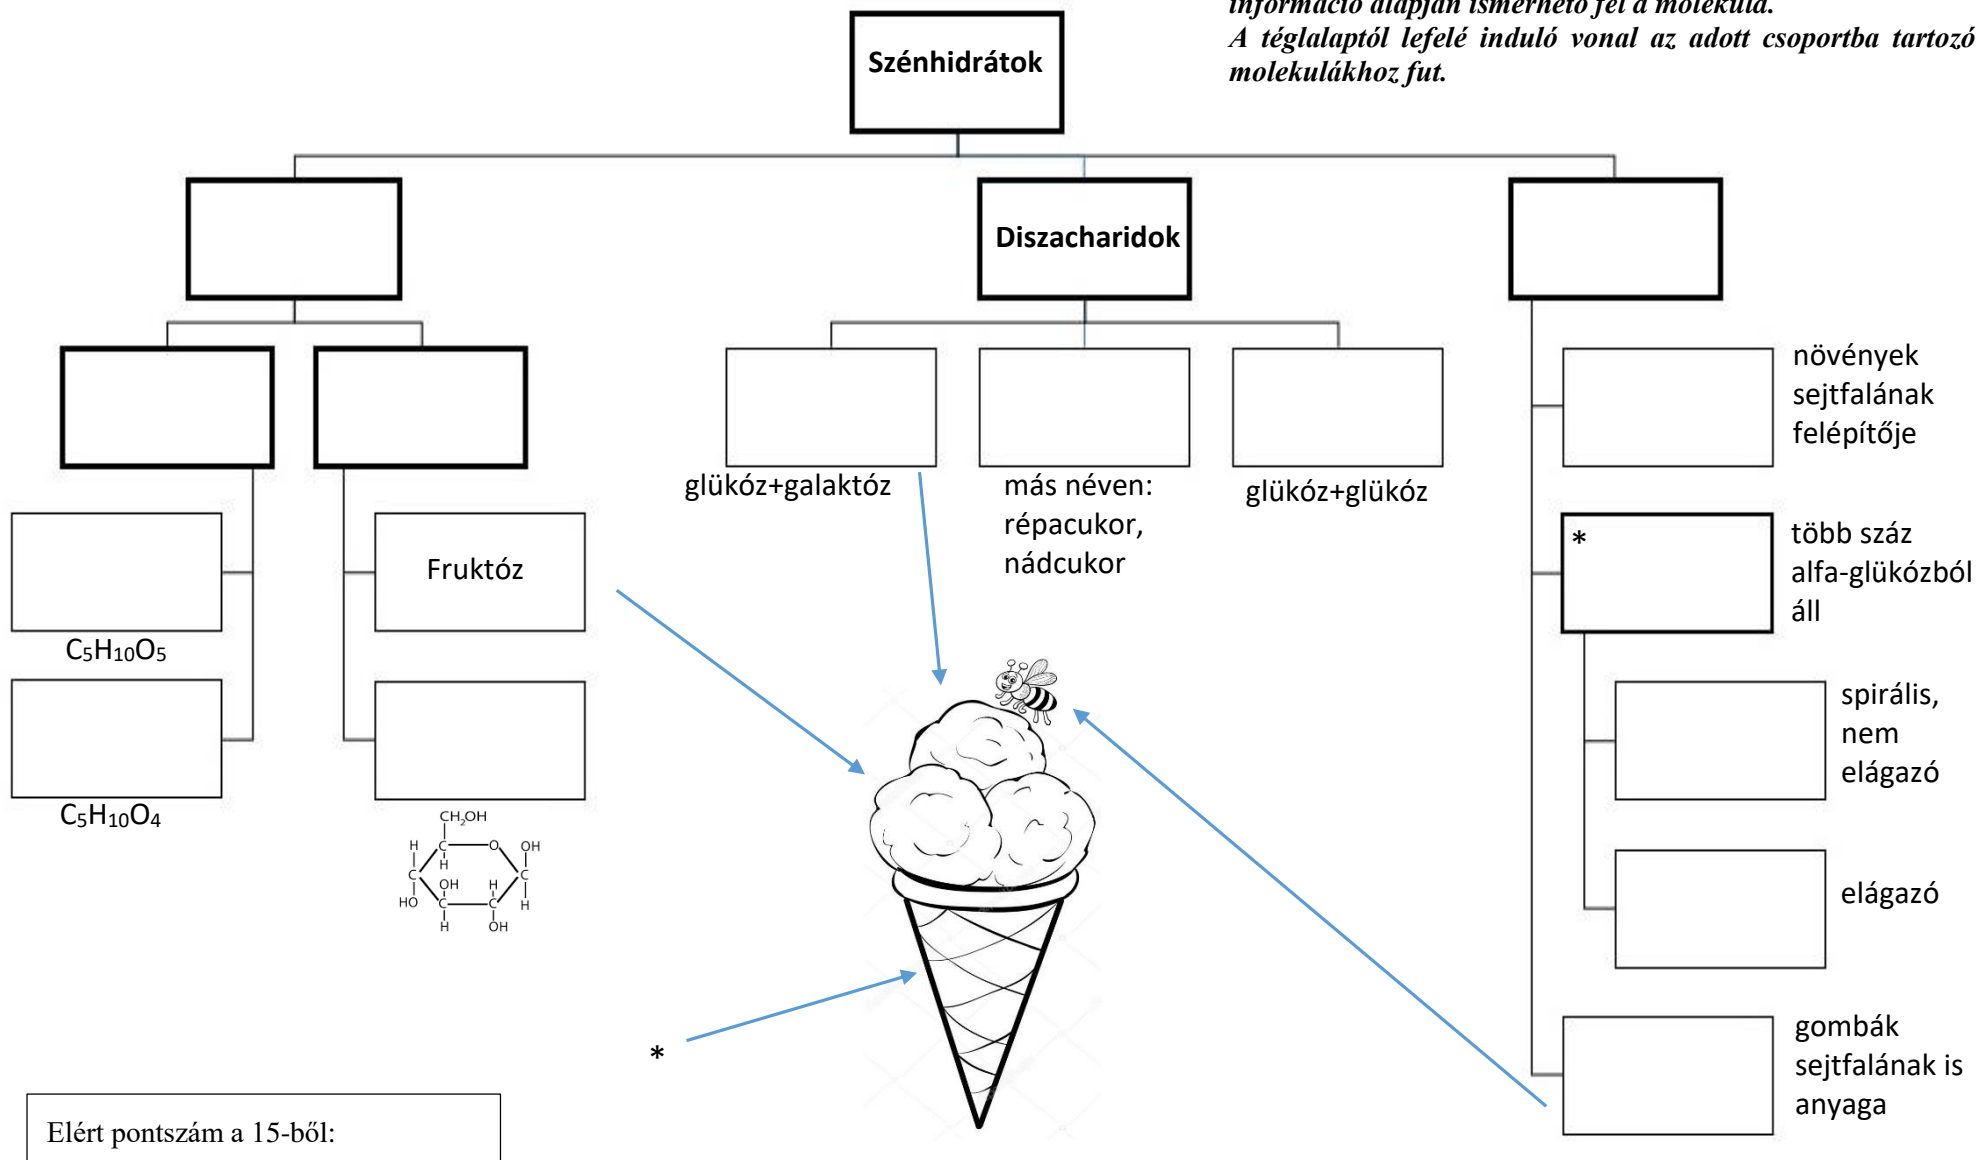 információ alapján ismerhető fel a molekula.
A téglalaptól lefelé induló vonal az adott csoportba tartozó
molekulákhoz fut.
Szénhidrátok
Diszacharidok
növények
sejtfalának
felépítője
glükóz+galaktóz
más néven:
répacukor,
nádcukor
glükóz+glükóz
Fruktóz
*
több száz
alfa-glükózból
áll
C₅H₁₀O₅
spirális,
nem
elágazó
C₅H₁₀O₄
CH₂OH
H C O OH
H
C C
OH H
HO C C H
H OH
elágazó
*
gombák
sejtfalának is
anyaga
Elért pontszám a 15-ből: